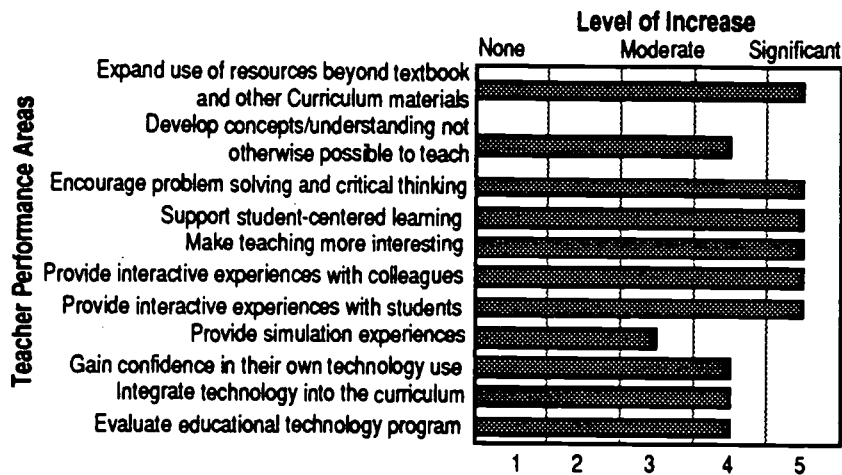 Level of Increase
None Moderate Significant
Teacher Performance Areas
Expand use of resources beyond textbook
and other Curriculum materials
Develop concepts/understanding not
otherwise possible to teach
Encourage problem solving and critical thinking
Support student-centered learning
Make teaching more interesting
Provide interactive experiences with colleagues
Provide interactive experiences with students
Provide simulation experiences
Gain confidence in their own technology use
Integrate technology into the curriculum
Evaluate educational technology program
1 2 3 4 5